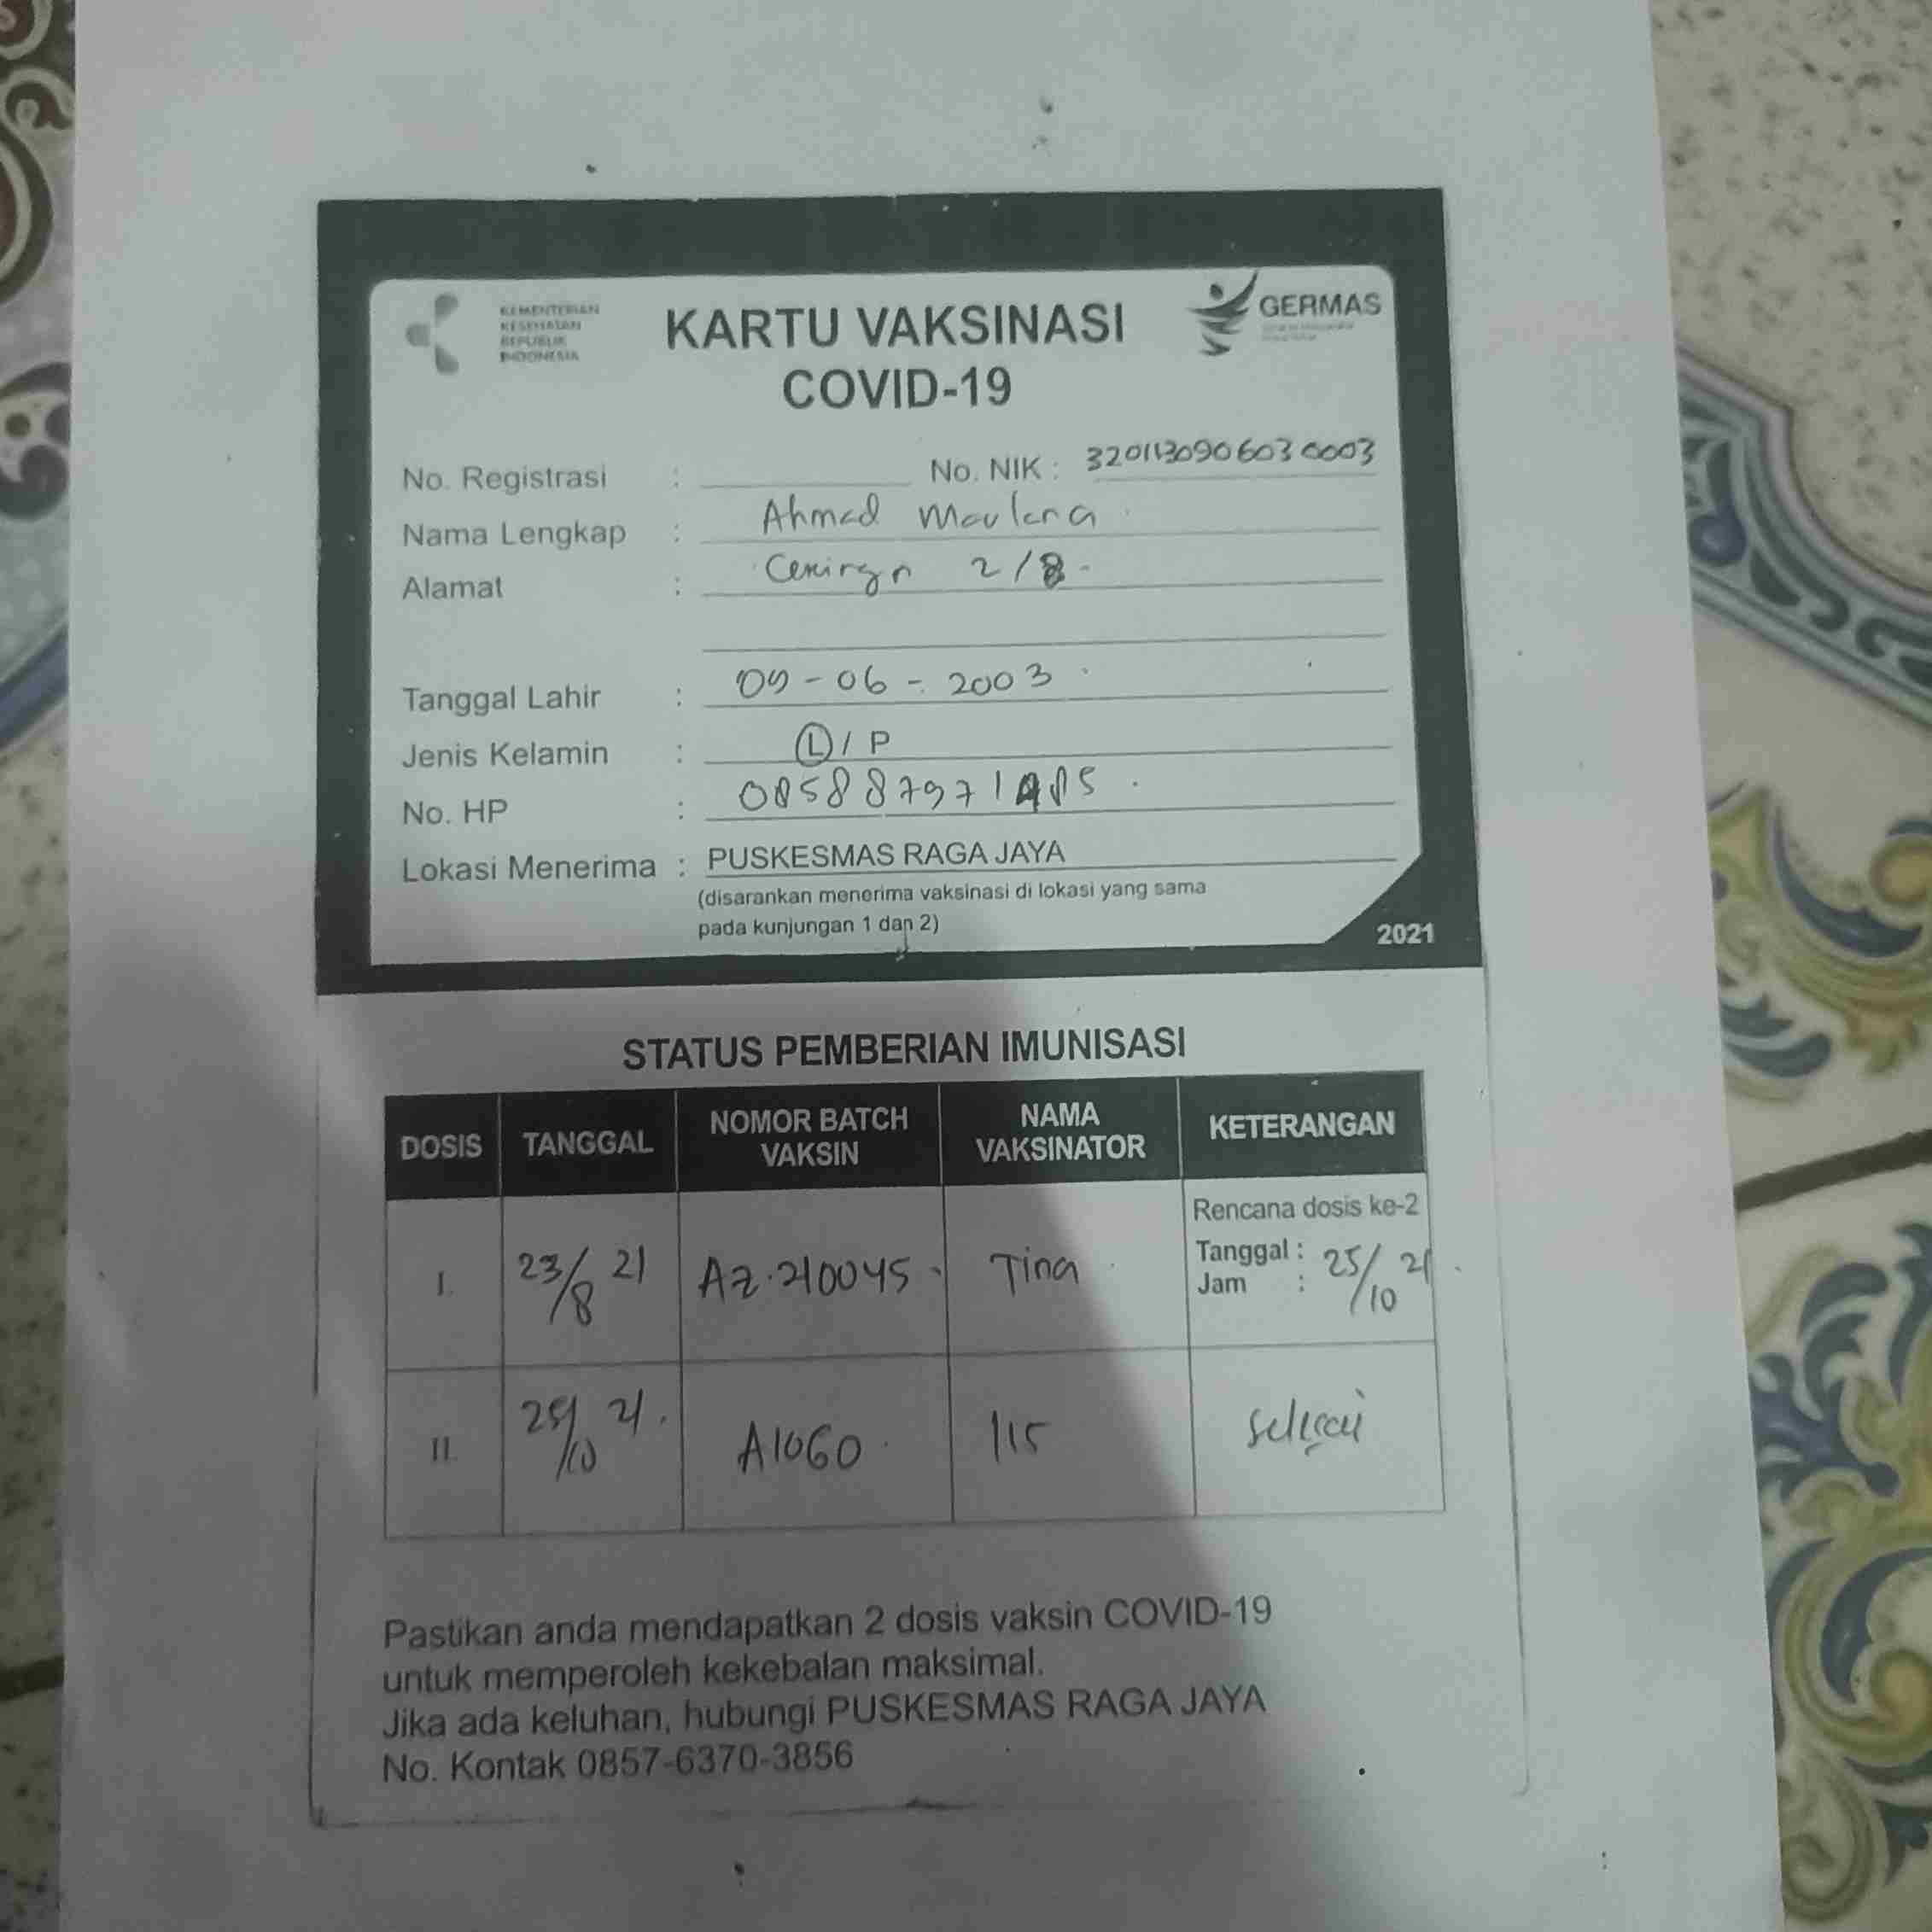 KEMENTERIAN
KESEHATAN
REPUBLIK
INDONESIA
KARTU VAKSINASI
COVID-19
GERMAS
No. Registrasi : No. NIK : 3201130906030003
Nama Lengkap : Ahmad Maulana
Alamat : 2/8
Tanggal Lahir : 09-06-2003
Jenis Kelamin : L / P
No. HP :
Lokasi Menerima : PUSKESMAS RAGA JAYA
(disarankan menerima vaksinasi di lokasi yang sama
pada kunjungan 1 dan 2)
2021
STATUS PEMBERIAN IMUNISASI
DOSIS TANGGAL NOMOR BATCH VAKSIN NAMA VAKSINATOR KETERANGAN
Rencana dosis ke-2
I. 23/8 21 AZ.210045 Tina Tanggal : 25/10 21
Jam :
II. 25/10 21. A1060 115 selesai
Pastikan anda mendapatkan 2 dosis vaksin COVID-19
untuk memperoleh kekebalan maksimal.
Jika ada keluhan, hubungi PUSKESMAS RAGA JAYA
No. Kontak 0857-6370-3856